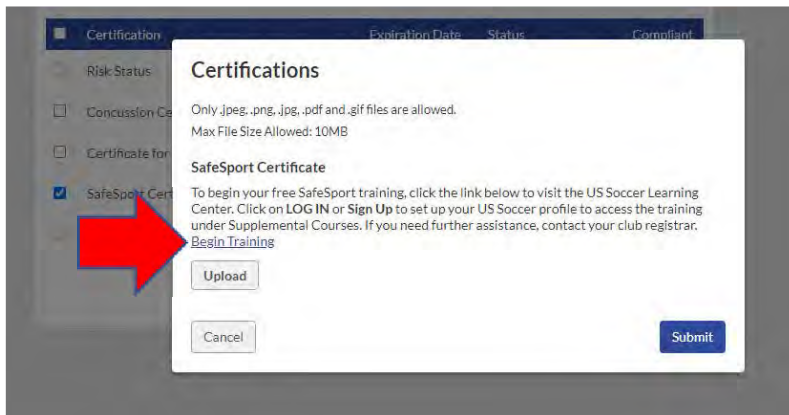 Certification Expiration Date Status Compliant
Risk Status
Concussion Ce
Certificate for
SafeSport Cert
Certifications
Only .jpeg, .png, .jpg, .pdf and .gif files are allowed.
Max File Size Allowed: 10MB
SafeSport Certificate
To begin your free SafeSport training, click the link below to visit the US Soccer Learning
Center. Click on LOG IN or Sign Up to set up your US Soccer profile to access the training
under Supplemental Courses. If you need further assistance, contact your club registrar.
Begin Training
Upload
Cancel
Submit